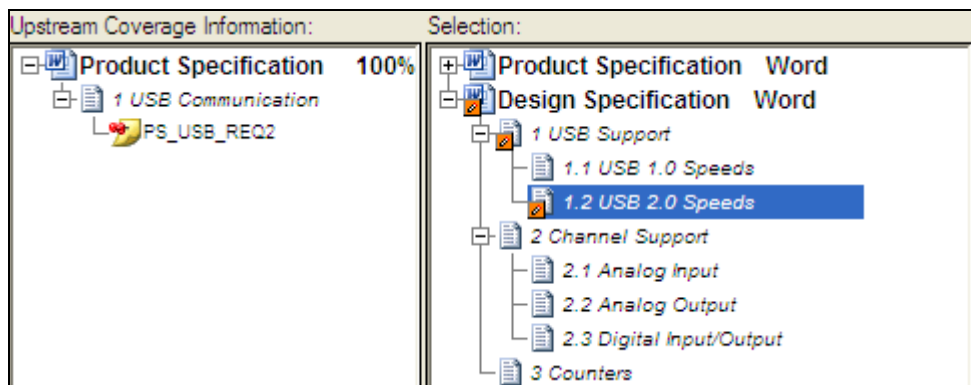 Upstream Coverage Information:
Product Specification 100%
1 USB Communication
PS_USB_REQ2
Selection:
Product Specification Word
Design Specification Word
1 USB Support
1.1 USB 1.0 Speeds
1.2 USB 2.0 Speeds
2 Channel Support
2.1 Analog Input
2.2 Analog Output
2.3 Digital Input/Output
3 Counters